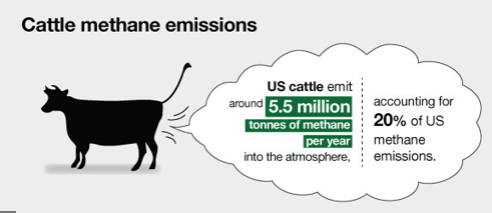 Cattle methane emissions
US cattle emit
around 5.5 million
tonnes of methane
per year
into the atmosphere,
accounting for
20% of US
methane
emissions.